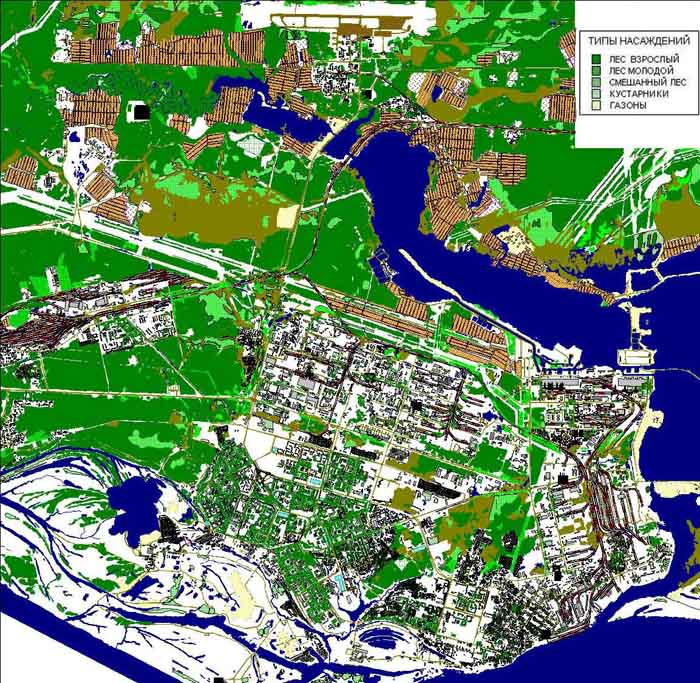 ТИПЫ НАСАЖДЕНИЙ
ЛЕС ВЗРОСЛЫЙ
ЛЕС МОЛОДОЙ
СМЕШАННЫЙ ЛЕС
КУСТАРНИКИ
ГАЗОНЫ